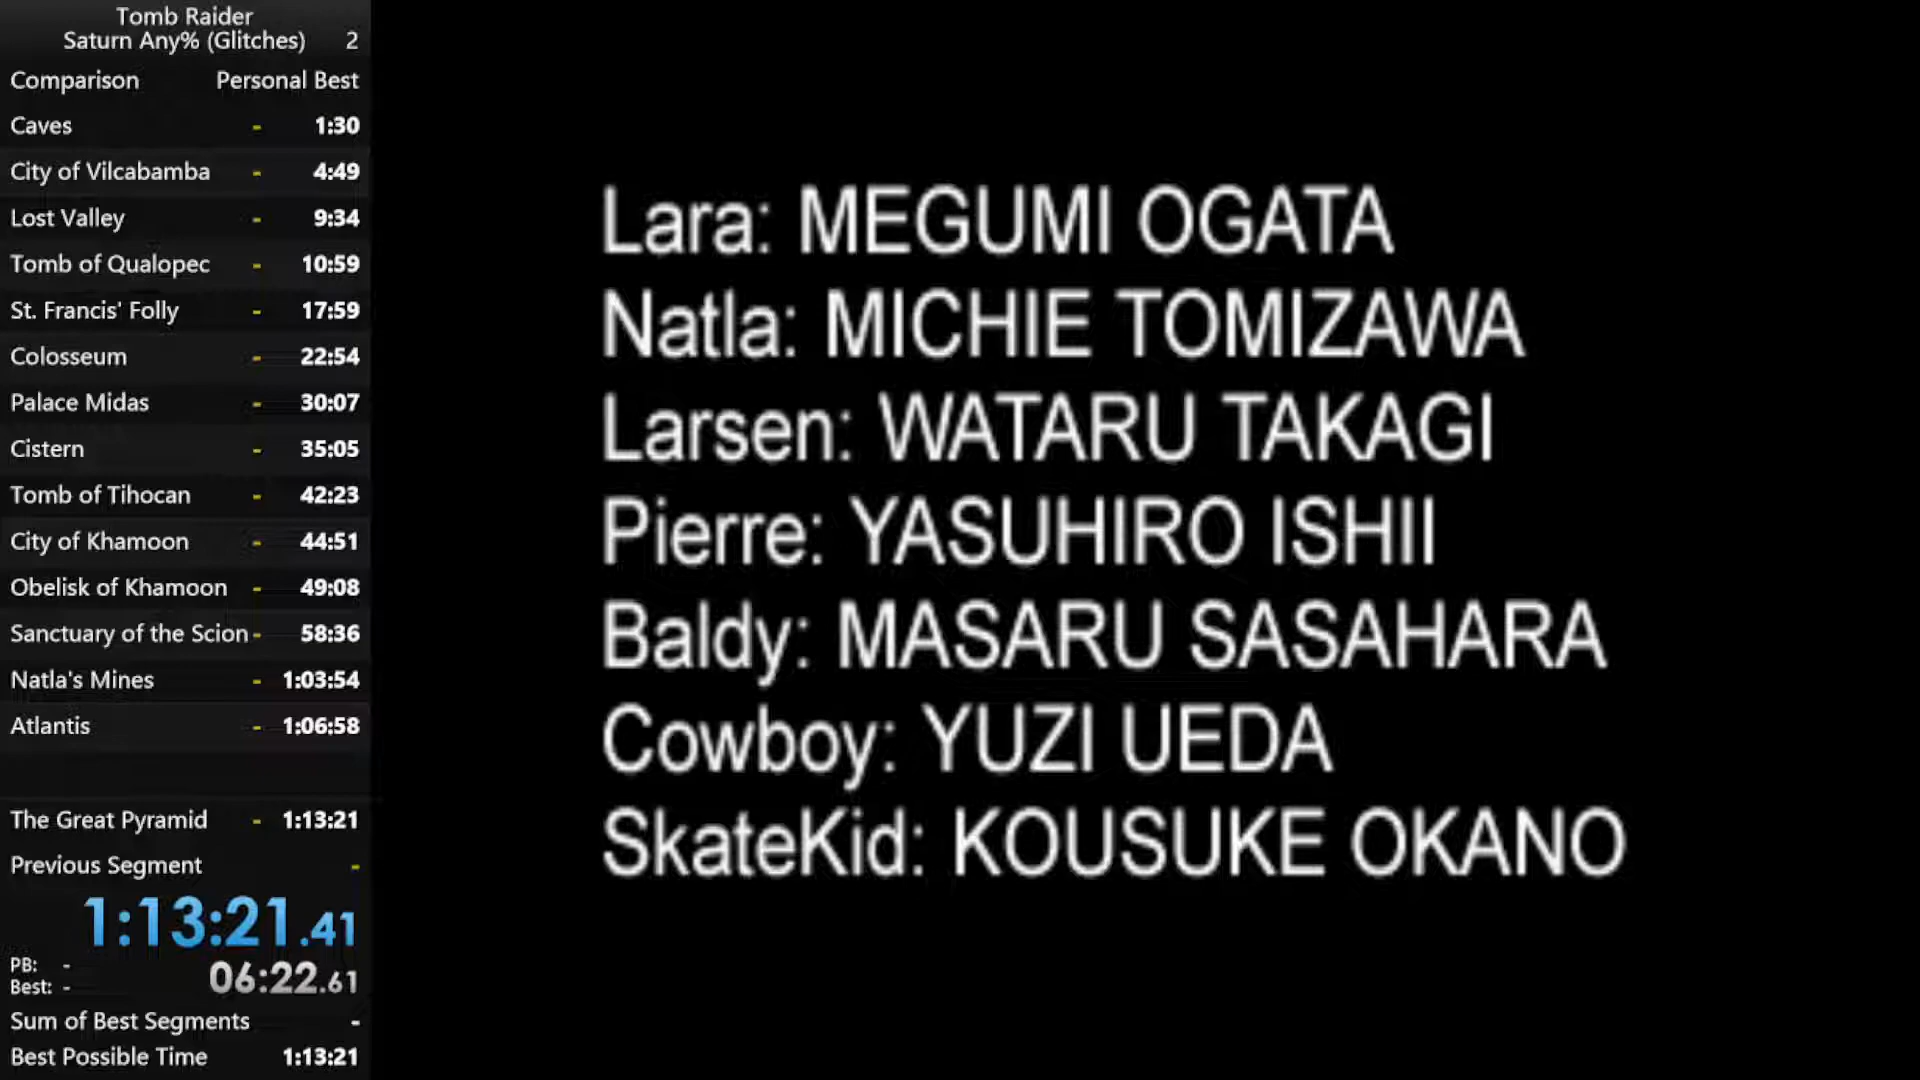 Tomb Raider
Saturn Any% (Glitches) 2
Comparison Personal Best
Caves - 1:30
City of Vilcabamba - 4:49
Lost Valley - 9:34
Tomb of Qualopec - 10:59
St. Francis' Folly - 17:59
Colosseum - 22:54
Palace Midas - 30:07
Cistern - 35:05
Tomb of Tihocan - 42:23
City of Khamoon - 44:51
Obelisk of Khamoon - 49:08
Sanctuary of the Scion - 58:36
Natla's Mines - 1:03:54
Atlantis - 1:06:58
The Great Pyramid - 1:13:21
Previous Segment -
1:13:21.41
PB: -
Best: -
06:22.61
Sum of Best Segments -
Best Possible Time 1:13:21
Lara: MEGUMI OGATA
Natla: MICHIE TOMIZAWA
Larsen: WATARU TAKAGI
Pierre: YASUHIRO ISHII
Baldy: MASARU SASAHARA
Cowboy: YUZI UEDA
SkateKid: KOUSUKE OKANO